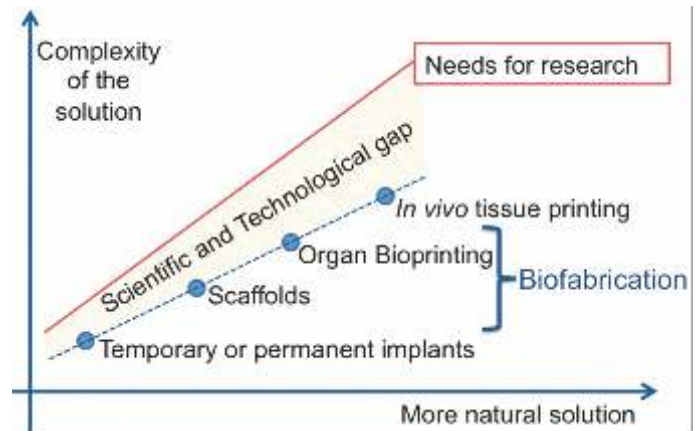 Complexity
of the
solution
Needs for research
Scientific and Technological gap
In vivo tissue printing
Organ Bioprinting
Biofabrication
Scaffolds
Temporary or permanent implants
More natural solution